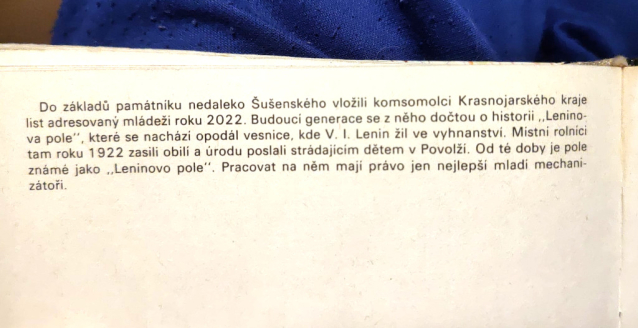 Do základů památníku nedaleko Šušenského vložili komsomolci Krasnojarského kraje
list adresovaný mládeži roku 2022. Budoucí generace se z něho dočtou o historii „Lenino-
va pole", které se nachází opodál vesnice, kde V. I. Lenin žil ve vyhnanství. Místní rolníci
tam roku 1922 zasili obilí a úrodu poslali strádajícím dětem v Povolží. Od té doby je pole
známé jako „Leninovo pole". Pracovat na něm mají právo jen nejlepší mladí mechani-
zátoři.